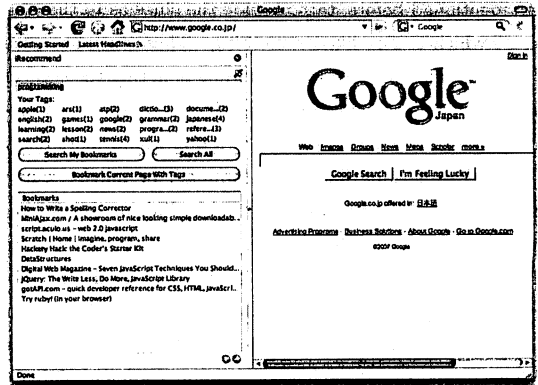 Google
http://www.google.co.jp/
Google
Getting Started Latest Headlines
iRecommend
Sign in
programming
Your Tags:
apple(1) ars(1) atp(2) dictio...(3) docume...(2)
english(2) games(1) google(2) grammar(2) japanese(4)
learning(2) lesson(2) news(2) progra...(2) refere...(3)
search(2) shot(1) tennis(4) xul(1) yahoo(1)
Search My Bookmarks Search All
Bookmark Current Page With Tags
Bookmarks
How to Write a Spelling Corrector
MiniAjax.com / A showroom of nice looking simple downloadab...
script.aculo.us - web 2.0 javascript
Scratch | Home | imagine, program, share
Hackety Hack: the Coder's Starter Kit
DataStructures
Digital Web Magazine - Seven JavaScript Techniques You Should...
jQuery: The Write Less, Do More, JavaScript...
gotAPI.com - quick developer reference for CSS, HTML, JavaScri...
Try ruby! (in your browser)
Google
Japan
Web Images Groups News Maps Scholar more »
Google Search I'm Feeling Lucky
Google.co.jp offered in: 日本語
Advertising Programs - Business Solutions - About Google - Go to Google.com
©2007 Google
Done